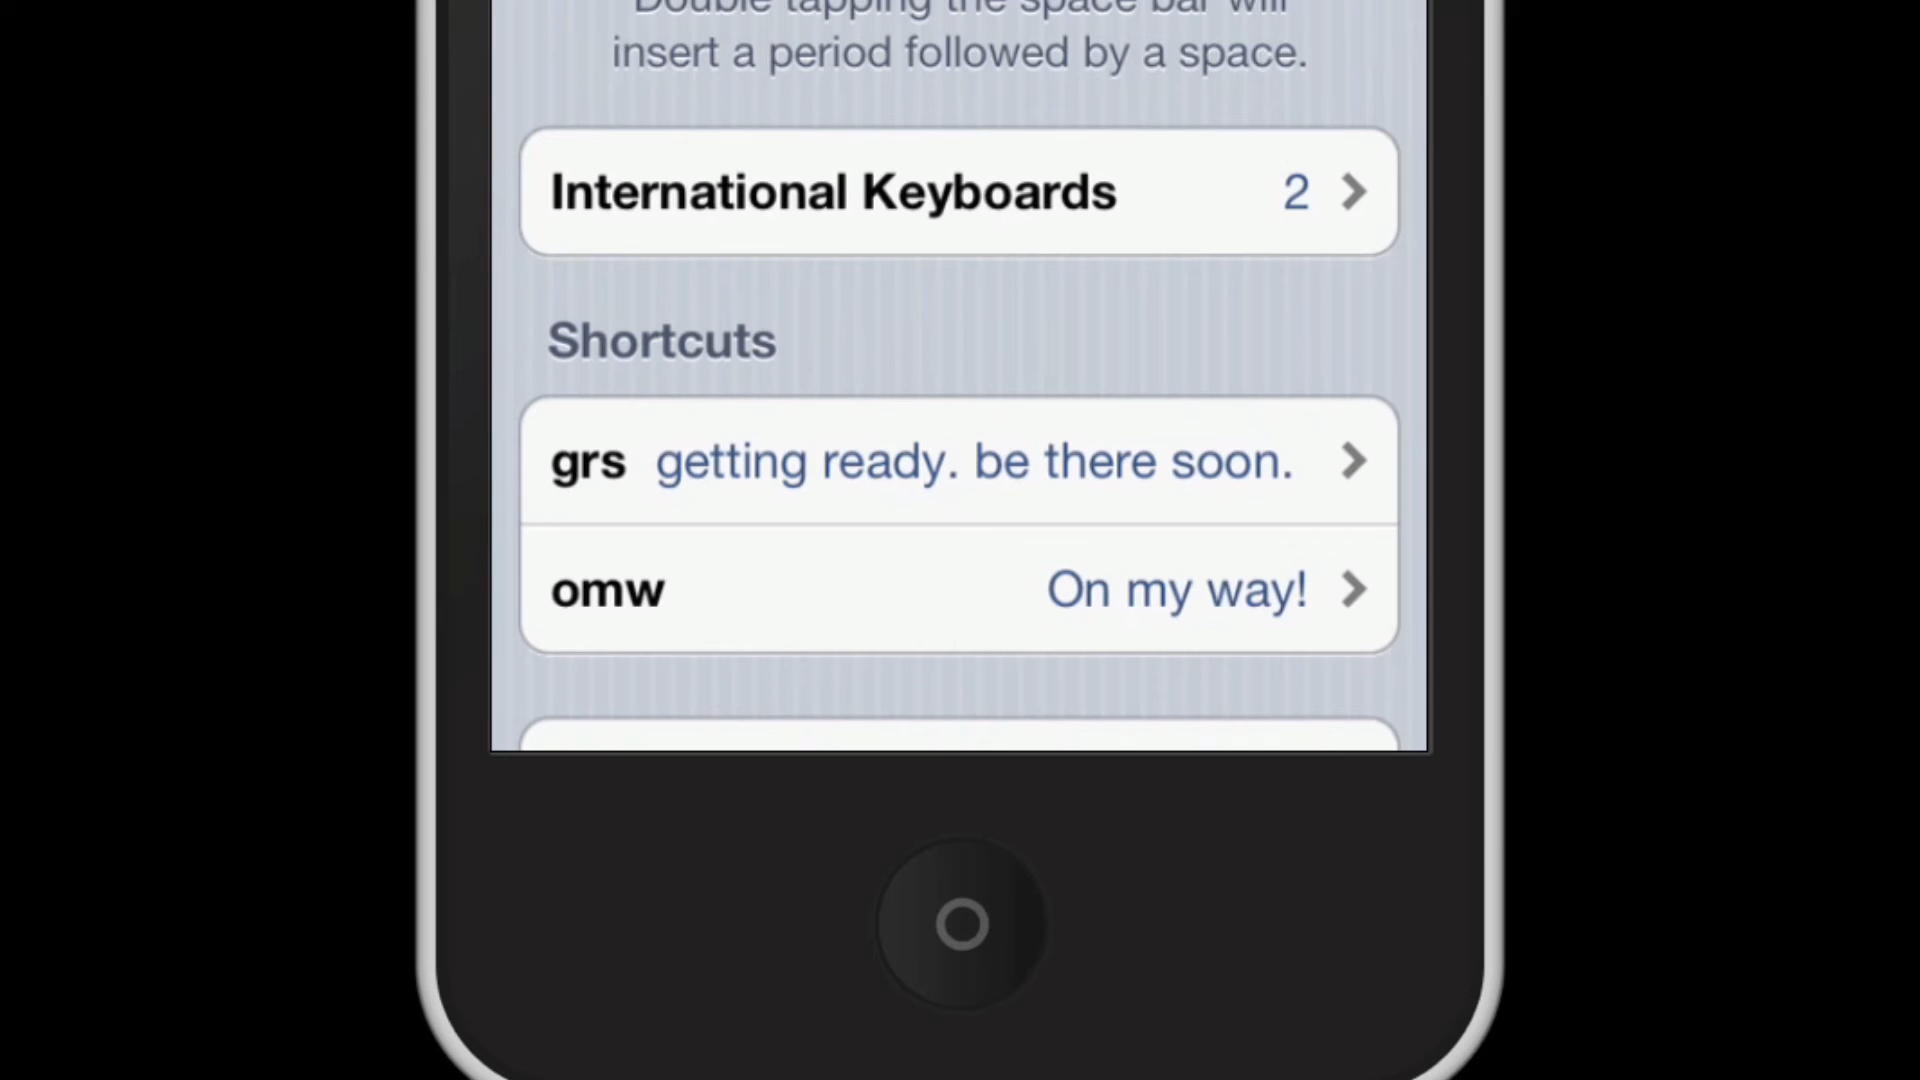 Double tapping the space bar will
insert a period followed by a space.
International Keyboards 2
Shortcuts
grs getting ready. be there soon.
omw On my way!